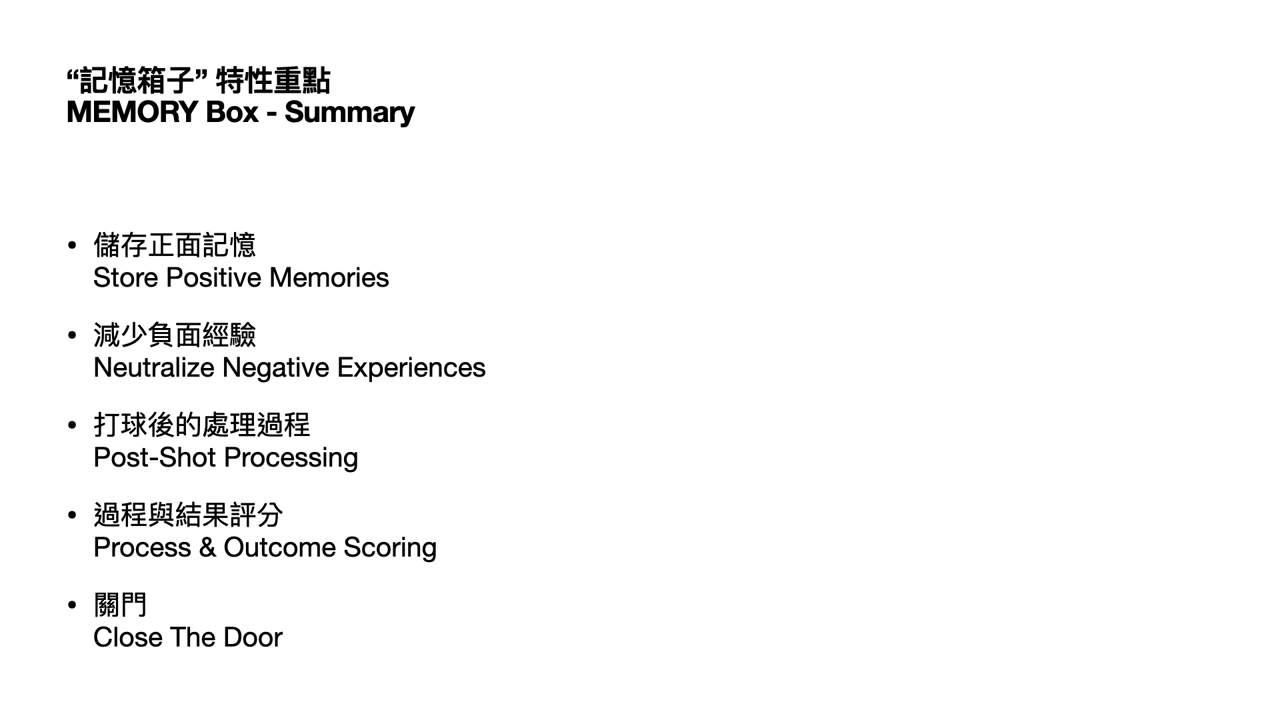 “記憶箱子” 特性重點
MEMORY Box - Summary
• 儲存正面記憶
Store Positive Memories
• 減少負面經驗
Neutralize Negative Experiences
• 打球後的處理過程
Post-Shot Processing
• 過程與結果評分
Process & Outcome Scoring
• 關門
Close The Door